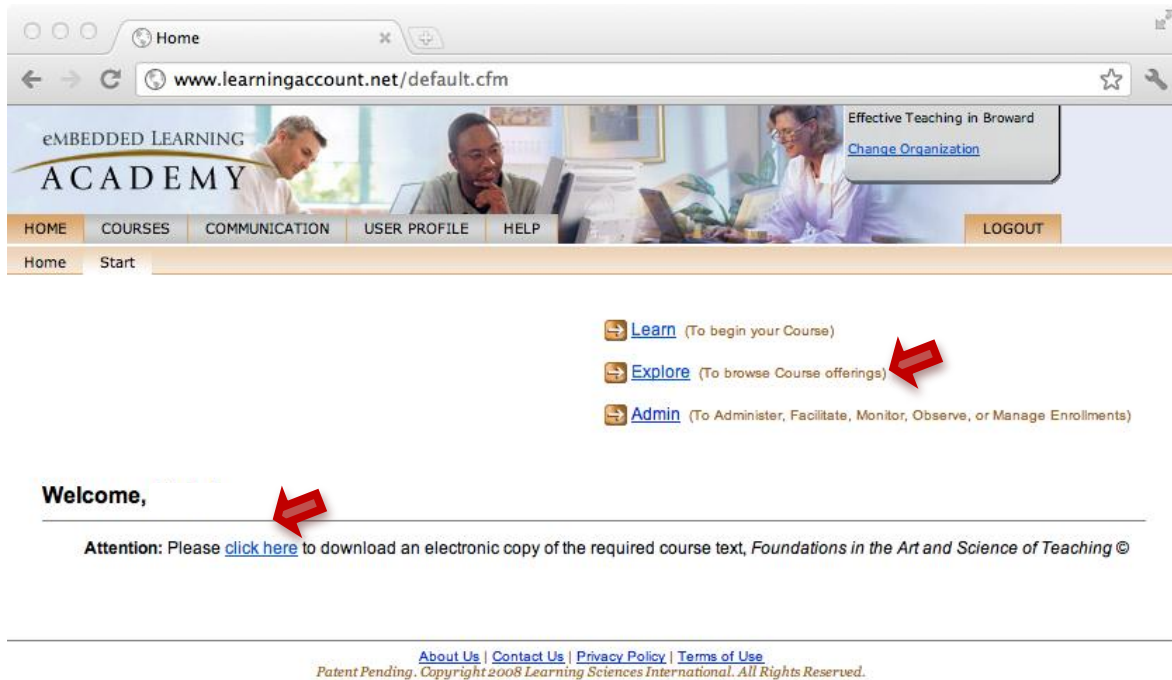 Home
www.learningaccount.net/default.cfm
eMBEDDED LEARNING
ACADEMY
Effective Teaching in Broward
Change Organization
HOME COURSES COMMUNICATION USER PROFILE HELP LOGOUT
Home Start
Learn (To begin your Course)
Explore (To browse Course offerings)
Admin (To Administer, Facilitate, Monitor, Observe, or Manage Enrollments)
Welcome,
Attention: Please click here to download an electronic copy of the required course text, Foundations in the Art and Science of Teaching ©
About Us | Contact Us | Privacy Policy | Terms of Use
Patent Pending. Copyright 2008 Learning Sciences International. All Rights Reserved.